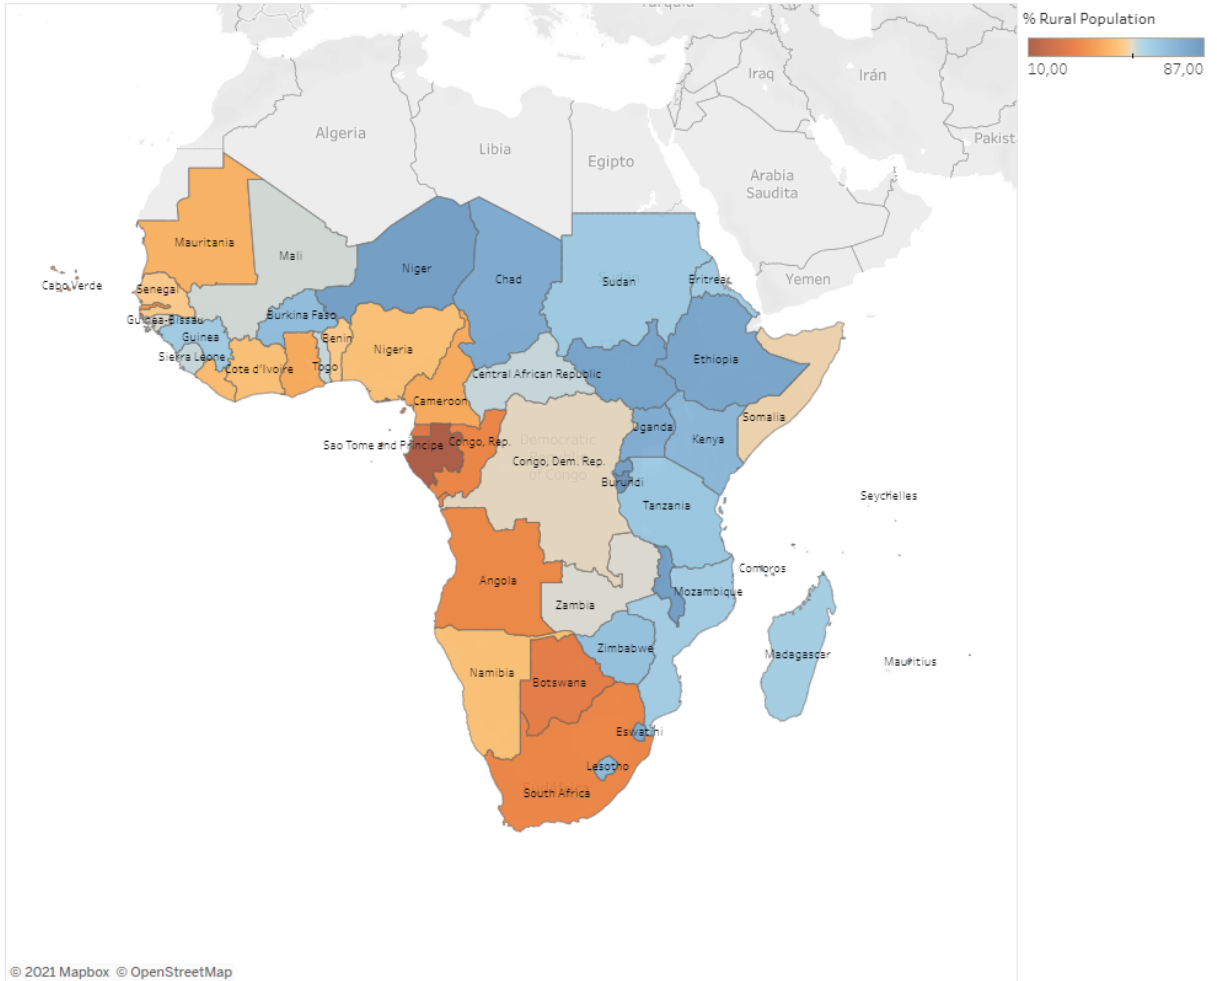 Turquía
% Rural Population
10,00 87,00
Iraq
Irán
Algeria
Libia
Egipto
Pakist
Arabia
Saudita
Mauritania
Mali
Niger
Chad
Sudan
Eritrea
Yemen
Cabo Verde
Senegal
Guinea-Bissau
Burkina Faso
Guinea
Benin
Nigeria
Ethiopia
Sierra Leone
Cote d'Ivoire
Togo
Central African Republic
Cameroon
Somalia
Uganda
Kenya
Sao Tome and Principe
Congo, Rep.
Democratic
Congo, Dem. Rep.
of Congo
Burundi
Tanzania
Seychelles
Comoros
Angola
Mozambique
Zambia
Zimbabwe
Madagascar
Mauritius
Namibia
Botswana
Eswatini
Lesotho
South Africa
© 2021 Mapbox © OpenStreetMap